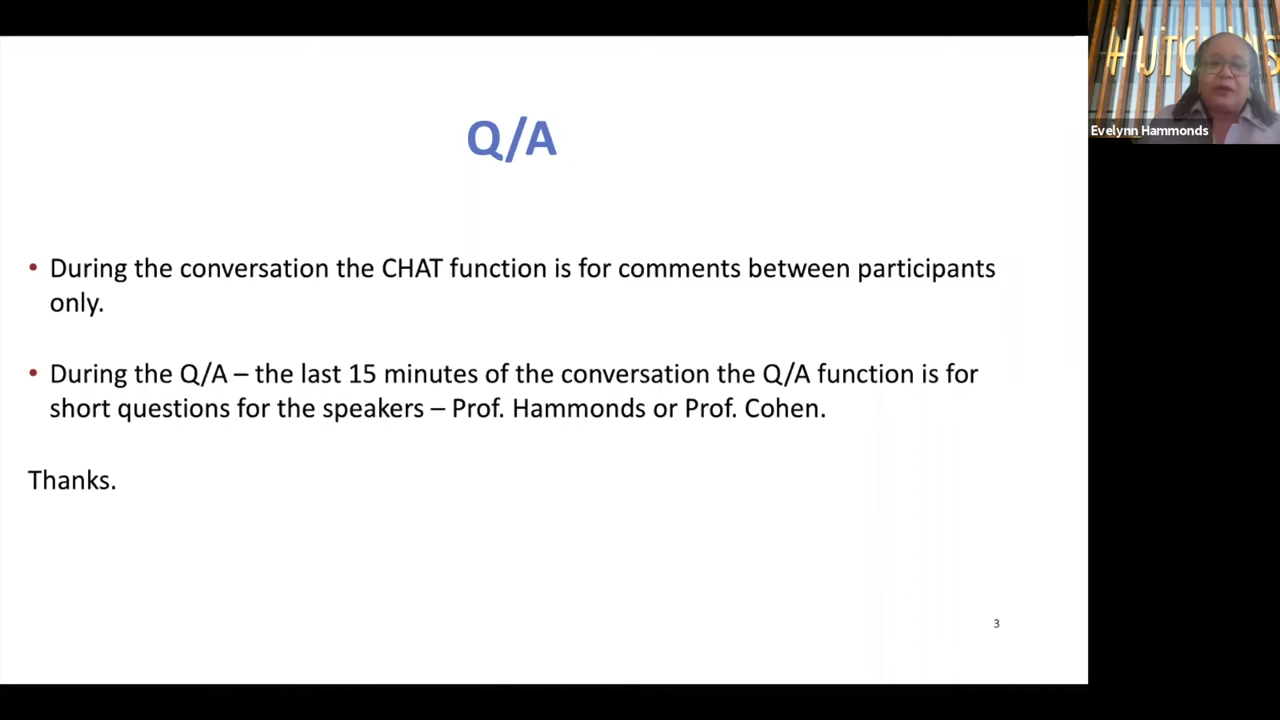 Q/A
• During the conversation the CHAT function is for comments between participants
only.
• During the Q/A – the last 15 minutes of the conversation the Q/A function is for
short questions for the speakers – Prof. Hammonds or Prof. Cohen.
Thanks.
3
Evelynn Hammonds